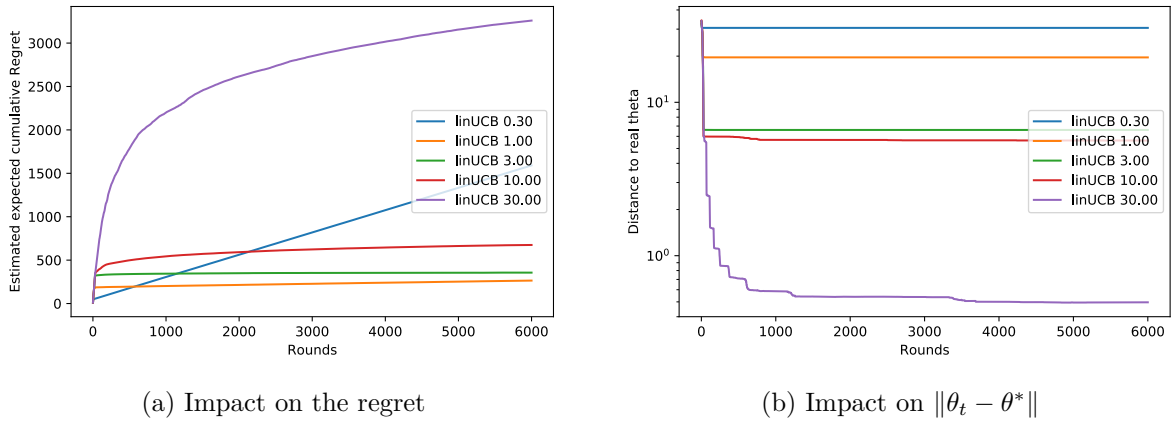 Estimated expected cumulative Regret
3000
2500
2000
1500
1000
500
0
linUCB 0.30
linUCB 1.00
linUCB 3.00
linUCB 10.00
linUCB 30.00
0 1000 2000 3000 4000 5000 6000
Rounds
(a) Impact on the regret
Distance to real theta
10¹
10⁰
linUCB 0.30
linUCB 1.00
linUCB 3.00
linUCB 10.00
linUCB 30.00
0 1000 2000 3000 4000 5000 6000
Rounds
(b) Impact on ‖θₜ − θ*‖